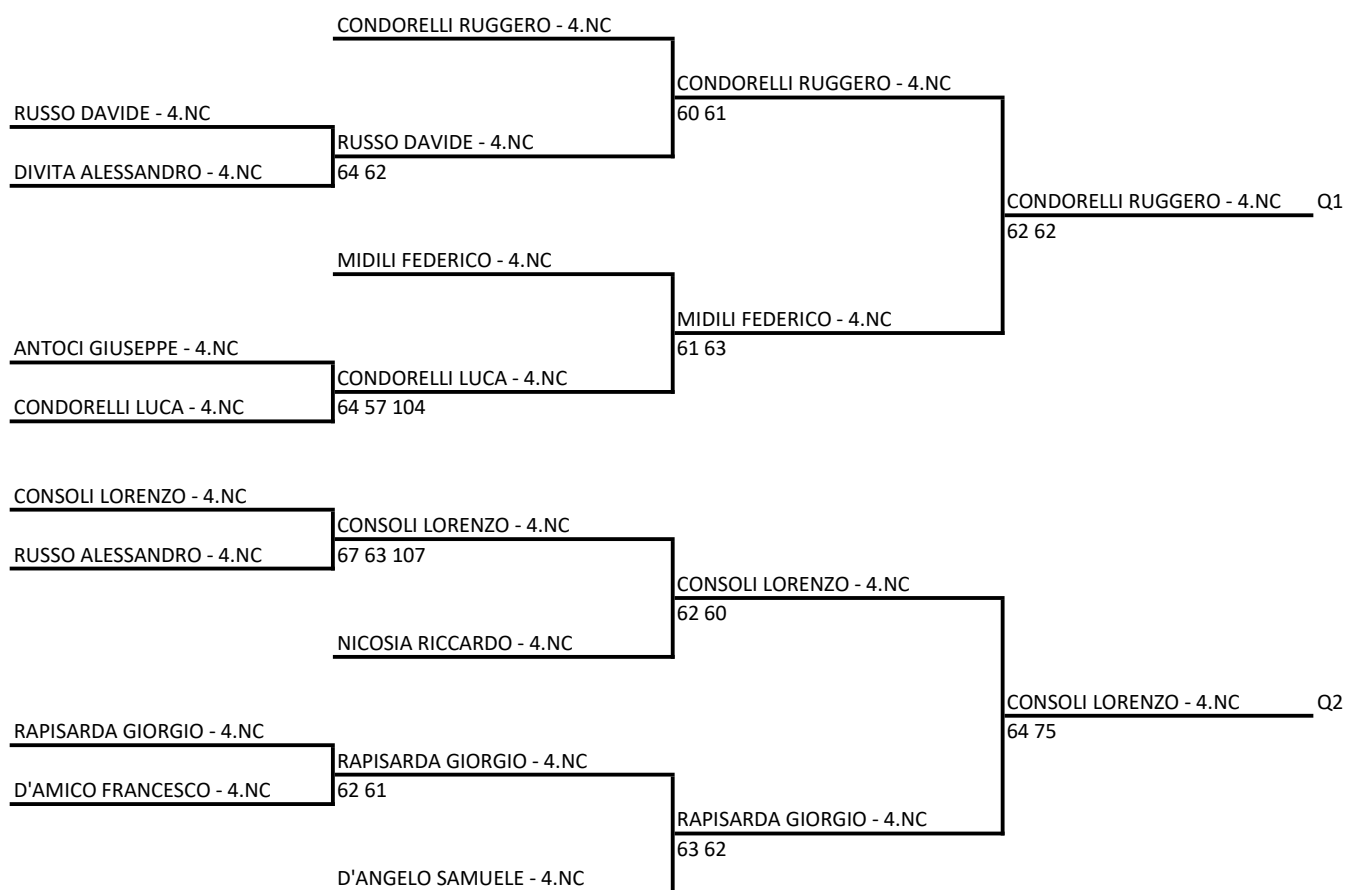 CONDORELLI RUGGERO - 4.NC
CONDORELLI RUGGERO - 4.NC
RUSSO DAVIDE - 4.NC
60 61
RUSSO DAVIDE - 4.NC
DIVITA ALESSANDRO - 4.NC
64 62
CONDORELLI RUGGERO - 4.NC Q1
62 62
MIDILI FEDERICO - 4.NC
MIDILI FEDERICO - 4.NC
ANTOCI GIUSEPPE - 4.NC
61 63
CONDORELLI LUCA - 4.NC
CONDORELLI LUCA - 4.NC
64 57 104
CONSOLI LORENZO - 4.NC
CONSOLI LORENZO - 4.NC
RUSSO ALESSANDRO - 4.NC
67 63 107
CONSOLI LORENZO - 4.NC
62 60
NICOSIA RICCARDO - 4.NC
CONSOLI LORENZO - 4.NC Q2
RAPISARDA GIORGIO - 4.NC
64 75
RAPISARDA GIORGIO - 4.NC
D'AMICO FRANCESCO - 4.NC
62 61
RAPISARDA GIORGIO - 4.NC
63 62
D'ANGELO SAMUELE - 4.NC